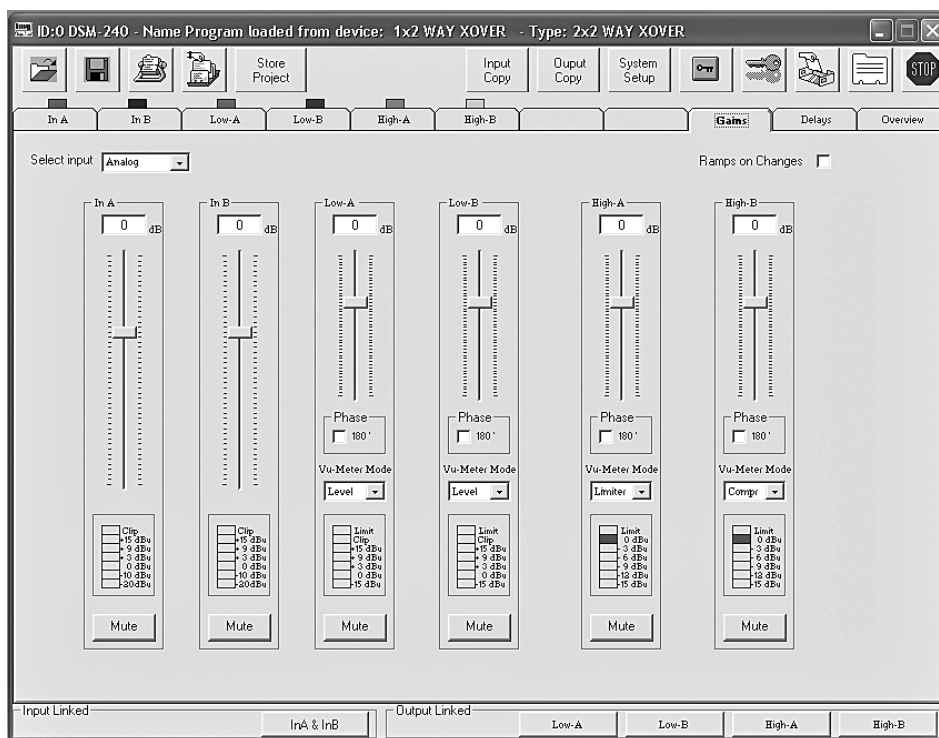 ID:0 DSM-240 - Name Program loaded from device: 1x2 WAY XOVER - Type: 2x2 WAY XOVER
Store Project
Input Copy
Ouput Copy
System Setup
STOP
In A
In B
Low-A
Low-B
High-A
High-B
Gains
Delays
Overview
Select input Analog
Ramps on Changes
In A
0 dB
Clip
+15 dBu
+ 9 dBu
+ 3 dBu
0 dBu
-10 dBu
-20dBu
Mute
In B
0 dB
Clip
+15 dBu
+ 9 dBu
+ 3 dBu
0 dBu
-10 dBu
-20dBu
Mute
Low-A
0 dB
Phase
180 '
Vu-Meter Mode
Level
Limit
Clip
+15 dBu
+ 9 dBu
+ 3 dBu
0 dBu
-15 dBu
Mute
Low-B
0 dB
Phase
180 '
Vu-Meter Mode
Level
Limit
Clip
+15 dBu
+ 9 dBu
+ 3 dBu
0 dBu
-15 dBu
Mute
High-A
0 dB
Phase
180 '
Vu-Meter Mode
Limiter
Limit
0 dBu
- 3 dBu
- 6 dBu
- 9 dBu
-12 dBu
-15 dBu
Mute
High-B
0 dB
Phase
180 '
Vu-Meter Mode
Compr
Limit
0 dBu
- 3 dBu
- 6 dBu
- 9 dBu
-12 dBu
-15 dBu
Mute
Input Linked
InA & InB
Output Linked
Low-A
Low-B
High-A
High-B